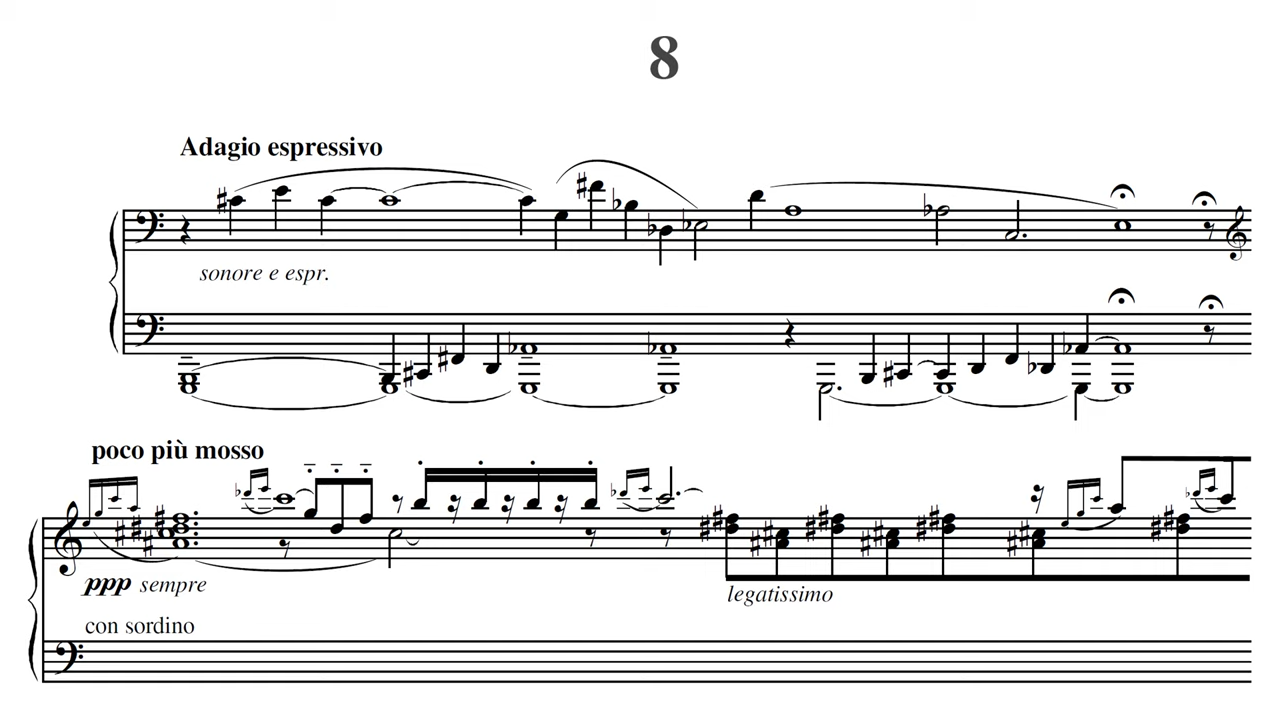 8
Adagio espressivo
sonore e espr.
poco più mosso
ppp sempre
legatissimo
con sordino